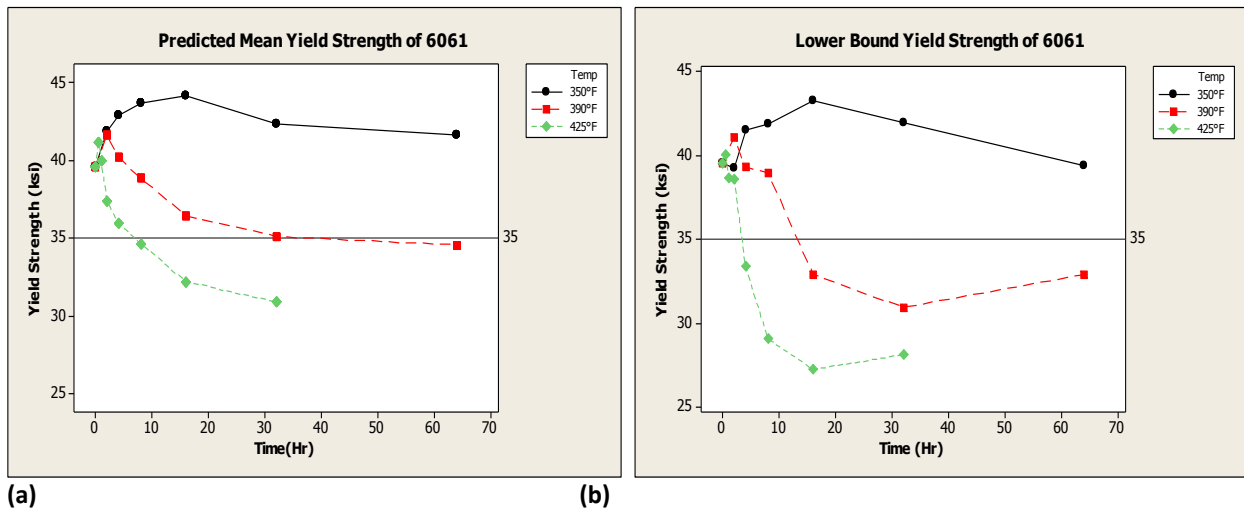 Predicted Mean Yield Strength of 6061
Yield Strength (ksi)
45
40
35
30
25
35
0 10 20 30 40 50 60 70
Time(Hr)
Temp
350°F
390°F
425°F
(a)
Lower Bound Yield Strength of 6061
Yield Strength (ksi)
45
40
35
30
25
35
0 10 20 30 40 50 60 70
Time (Hr)
Temp
350°F
390°F
425°F
(b)